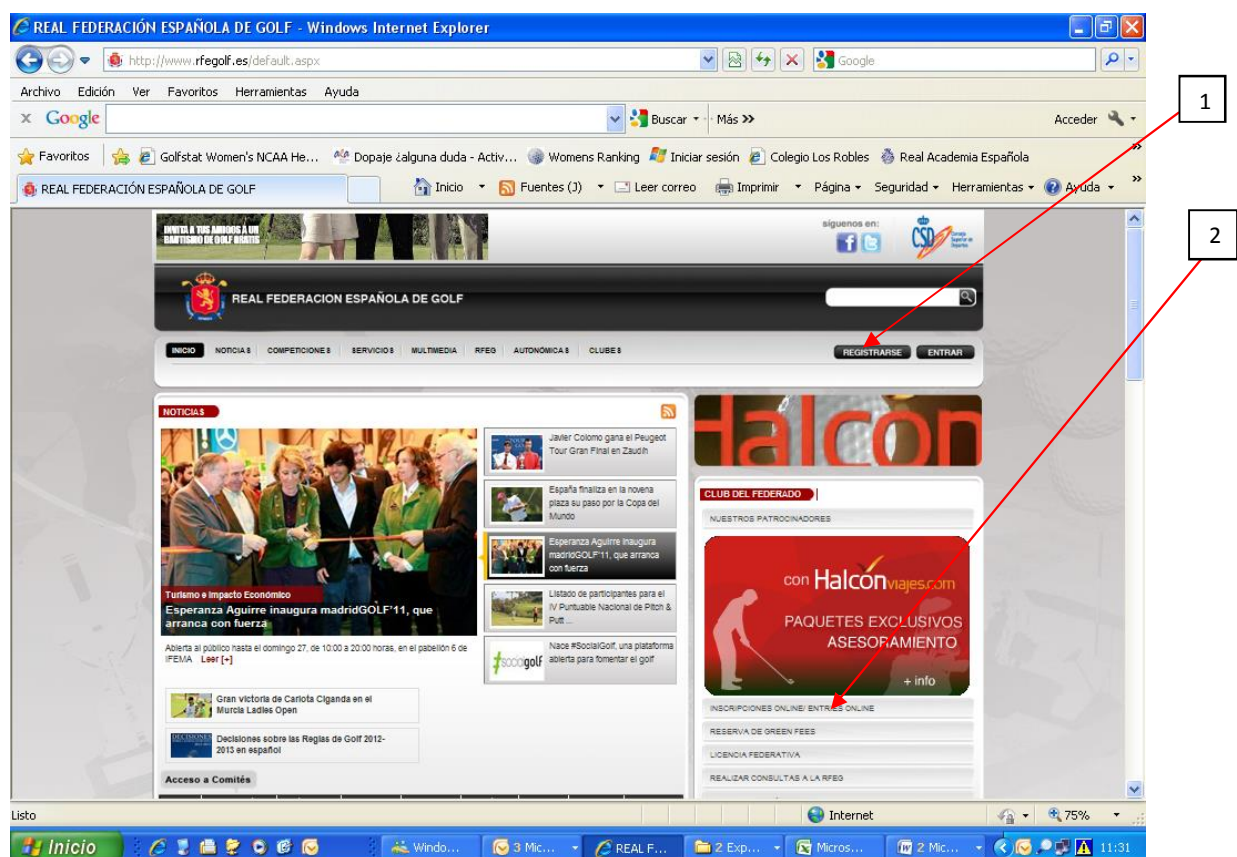 REAL FEDERACIÓN ESPAÑOLA DE GOLF - Windows Internet Explorer
http://www.rfegolf.es/default.aspx
Google
Archivo Edición Ver Favoritos Herramientas Ayuda
1
x Google Buscar Más >> Acceder
Favoritos Golfstat Women's NCAA He... Dopaje ¿alguna duda - Activ... Womens Ranking Iniciar sesión Colegio Los Robles Real Academia Española »
REAL FEDERACIÓN ESPAÑOLA DE GOLF Inicio Fuentes (J) Leer correo Imprimir Página Seguridad Herramientas Ayuda »
2
INVITA A TUS AMIGOS A UN
BAUTISMO DE GOLF GRATIS
síguenos en:
CSD Consejo Superior de Deportes
REAL FEDERACION ESPAÑOLA DE GOLF
INICIO NOTICIAS COMPETICIONES SERVICIOS MULTIMEDIA RFEG AUTONÓMICAS CLUBES REGISTRARSE ENTRAR
NOTICIAS
Javier Colomo gana el Peugeot
Tour Gran Final en Zaudín
España finaliza en la novena
plaza su paso por la Copa del
Mundo
Esperanza Aguirre inaugura
madridGOLF'11, que arranca
con fuerza
Listado de participantes para el
IV Puntuable Nacional de Pitch &
Putt ...
Nace #SocialGolf, una plataforma
abierta para fomentar el golf
socialgolf
Turismo e Impacto Económico
Esperanza Aguirre inaugura madridGOLF'11, que
arranca con fuerza
Abierta al público hasta el domingo 27, de 10:00 a 20:00 horas, en el pabellón 6 de
IFEMA Leer [+]
Gran victoria de Carlota Ciganda en el
Murcia Ladies Open
DECISIONES
Decisiones sobre las Reglas de Golf 2012-
2013 en español
Acceso a Comités
Halcon
CLUB DEL FEDERADO
NUESTROS PATROCINADORES
con Halcónviajes.com
PAQUETES EXCLUSIVOS
ASESORAMIENTO
+ info
INSCRIPCIONES ONLINE/ ENTRIES ONLINE
RESERVA DE GREEN FEES
LICENCIA FEDERATIVA
REALIZAR CONSULTAS A LA RFEG
Listo Internet 75%
Inicio Windo... 3 Mic... REAL F... 2 Exp... Micros... 2 Mic... 11:31